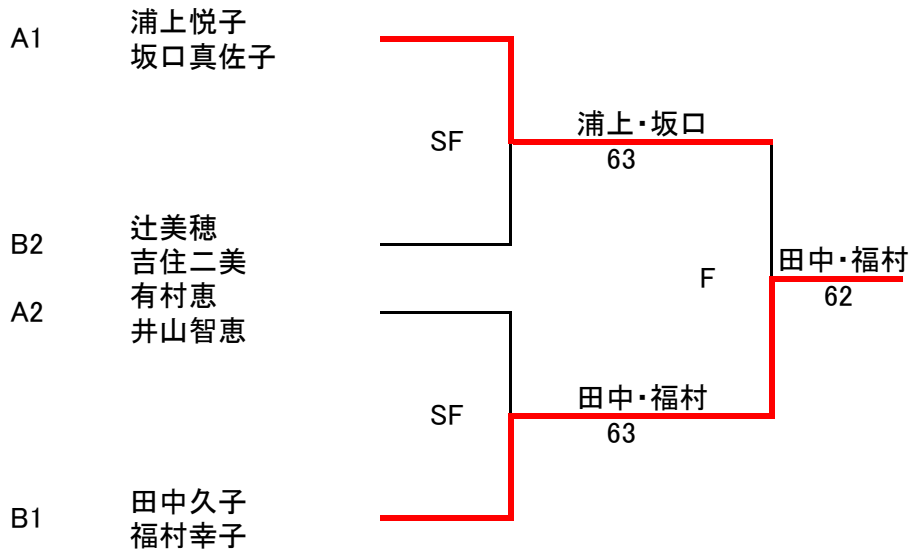 A1
浦上悦子
坂口真佐子
SF
浦上・坂口
63
B2
辻美穂
吉住二美
A2
有村恵
井山智恵
F
田中・福村
62
SF
田中・福村
63
B1
田中久子
福村幸子